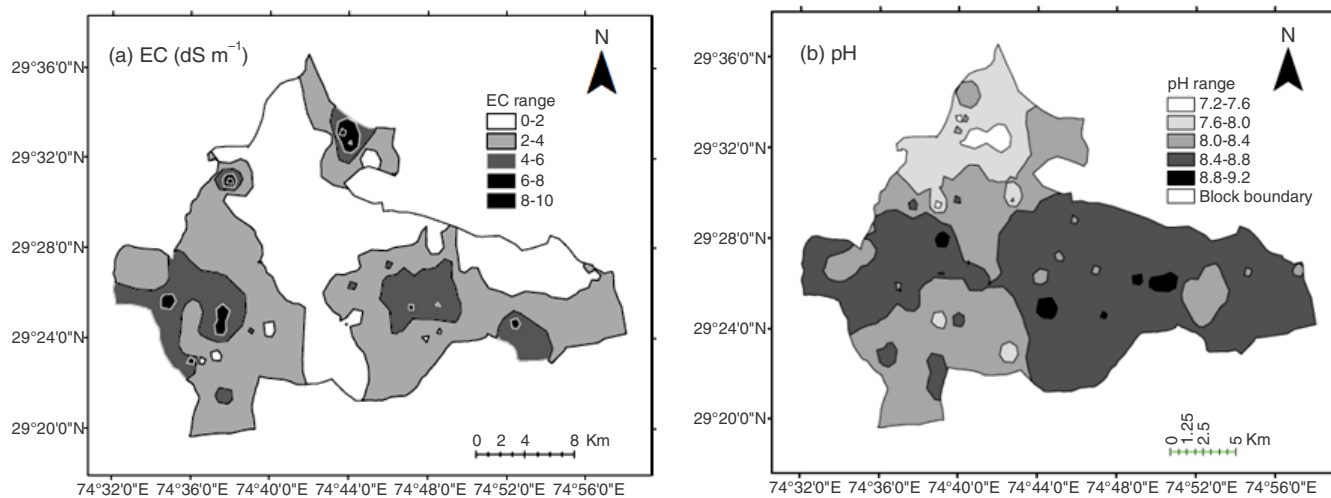 (a) EC (dS m⁻¹)
N
EC range
0-2
2-4
4-6
6-8
8-10
29°36'0"N
29°32'0"N
29°28'0"N
29°24'0"N
29°20'0"N
0 2 4 8 Km
74°32'0"E 74°36'0"E 74°40'0"E 74°44'0"E 74°48'0"E 74°56'0"E
(b) pH
N
pH range
7.2-7.6
7.6-8.0
8.0-8.4
8.4-8.8
8.8-9.2
Block boundary
29°36'0"N
29°32'0"N
29°28'0"N
29°24'0"N
29°20'0"N
0 1.25 2.5 5 Km
74°32'0"E 74°36'0"E 74°40'0"E 74°44'0"E 74°48'0"E 74°56'0"E